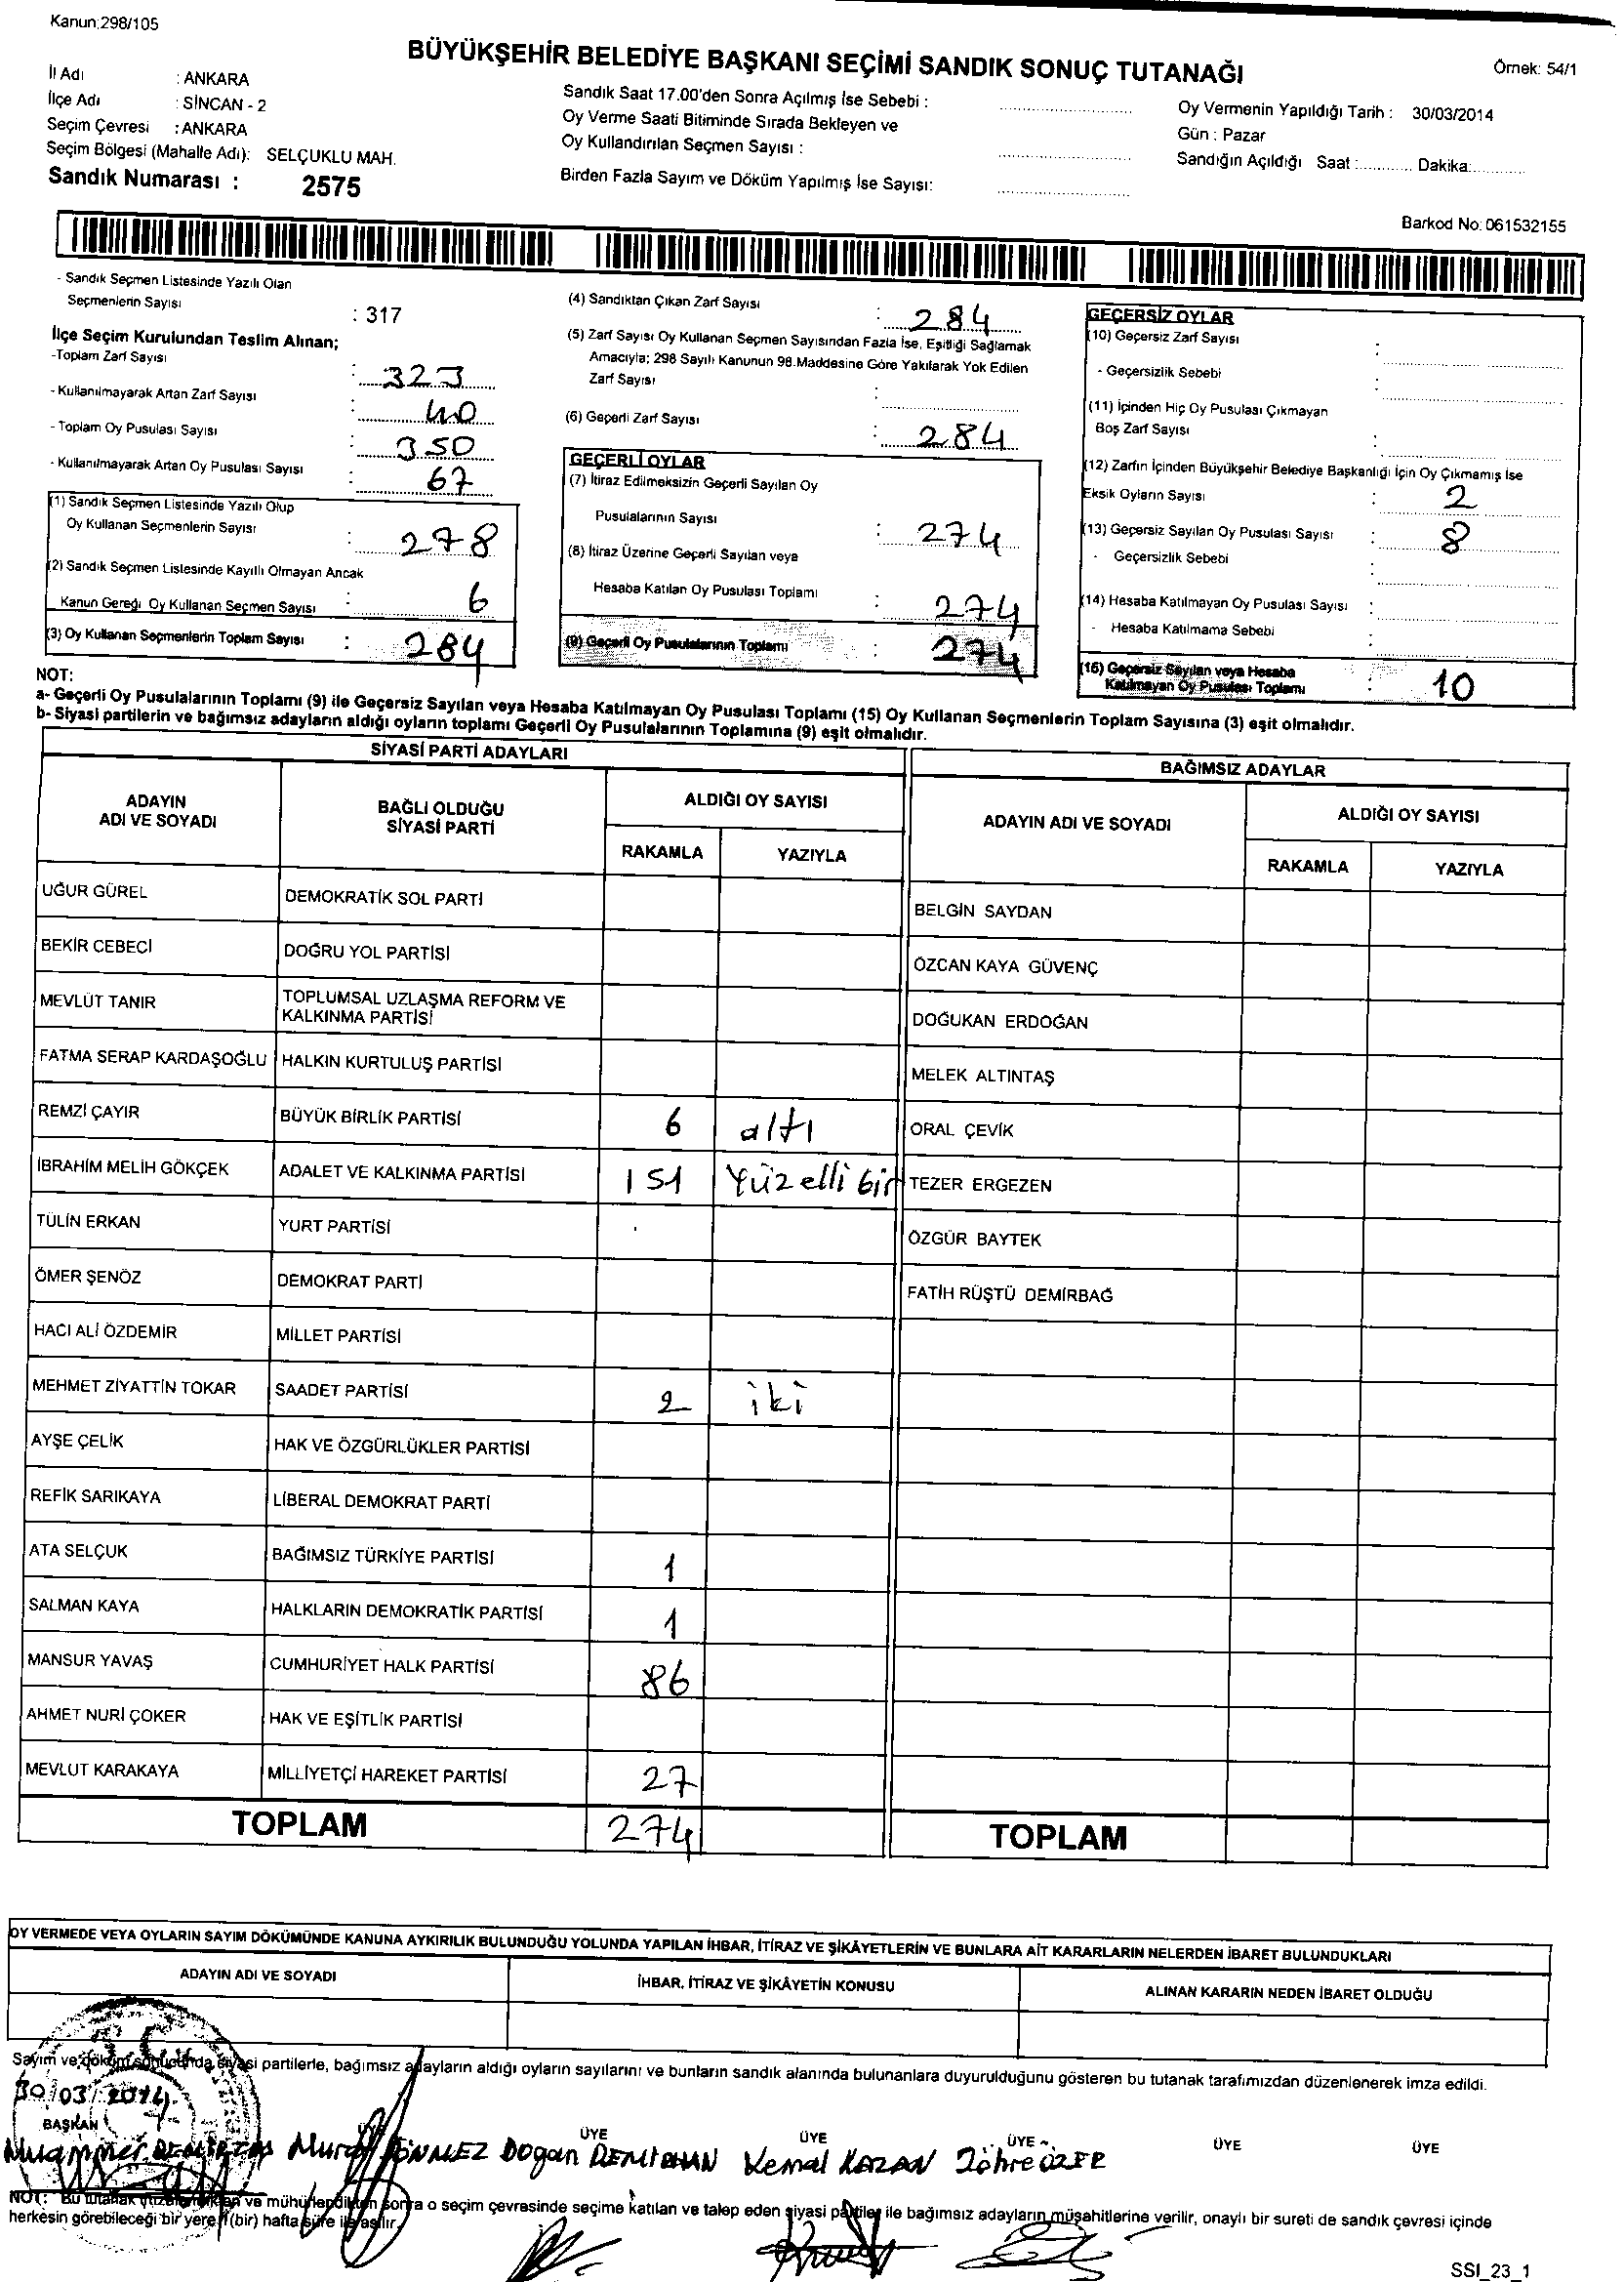 Kanun:298/105
BÜYÜKŞEHİR BELEDİYE BAŞKANI SEÇİMİ SANDIK SONUÇ TUTANAĞI
Örnek: 54/1
İl Adı : ANKARA
İlçe Adı : SİNCAN - 2
Seçim Çevresi : ANKARA
Seçim Bölgesi (Mahalle Adı): SELÇUKLU MAH.
Sandık Numarası : 2575
Sandık Saat 17.00'den Sonra Açılmış İse Sebebi :
Oy Verme Saati Bitiminde Sırada Bekleyen ve
Oy Kullandırılan Seçmen Sayısı :
Birden Fazla Sayım ve Döküm Yapılmış İse Sayısı:
Oy Vermenin Yapıldığı Tarih : 30/03/2014
Gün : Pazar
Sandığın Açıldığı Saat :............ Dakika:............
Barkod No: 061532155
- Sandık Seçmen Listesinde Yazılı Olan
Seçmenlerin Sayısı : 317
İlçe Seçim Kurulundan Teslim Alınan;
-Toplam Zarf Sayısı : 323
- Kullanılmayarak Artan Zarf Sayısı : 40
- Toplam Oy Pusulası Sayısı : 350
- Kullanılmayarak Artan Oy Pusulası Sayısı : 67
(1) Sandık Seçmen Listesinde Yazılı Olup
Oy Kullanan Seçmenlerin Sayısı : 278
(2) Sandık Seçmen Listesinde Kayıllı Olmayan Ancak
Kanun Gereği Oy Kullanan Seçmen Sayısı : 6
(3) Oy Kullanan Seçmenlerin Toplam Sayısı : 284
(4) Sandıktan Çıkan Zarf Sayısı : 284
(5) Zarf Sayısı Oy Kullanan Seçmen Sayısından Fazla İse, Eşitliği Sağlamak
Amacıyla; 298 Sayılı Kanunun 98.Maddesine Göre Yakılarak Yok Edilen
Zarf Sayısı :
(6) Geçerli Zarf Sayısı : 284
GEÇERLİ OYLAR
(7) İtiraz Edilmeksizin Geçerli Sayılan Oy
Pusulalarının Sayısı : 274
(8) İtiraz Üzerine Geçerli Sayılan veya
Hesaba Katılan Oy Pusulası Toplamı : 274
(9) Geçerli Oy Pusulalarının Toplamı : 274
GEÇERSİZ OYLAR
(10) Geçersiz Zarf Sayısı :
- Geçersizlik Sebebi :
(11) İçinden Hiç Oy Pusulası Çıkmayan
Boş Zarf Sayısı :
(12) Zarfın İçinden Büyükşehir Belediye Başkanlığı İçin Oy Çıkmamış İse
Eksik Oyların Sayısı : 2
(13) Geçersiz Sayılan Oy Pusulası Sayısı : 8
- Geçersizlik Sebebi :
(14) Hesaba Katılmayan Oy Pusulası Sayısı :
- Hesaba Katılmama Sebebi :
(15) Geçersiz Sayılan veya Hesaba
Katılmayan Oy Pusulası Toplamı : 10
NOT:
a- Geçerli Oy Pusulalarının Toplamı (9) ile Geçersiz Sayılan veya Hesaba Katılmayan Oy Pusulası Toplamı (15) Oy Kullanan Seçmenlerin Toplam Sayısına (3) eşit olmalıdır.
b- Siyasi partilerin ve bağımsız adayların aldığı oyların toplamı Geçerli Oy Pusulalarının Toplamına (9) eşit olmalıdır.
SİYASİ PARTİ ADAYLARI
ADAYIN ADI VE SOYADI
BAĞLI OLDUĞU SİYASİ PARTİ
ALDIĞI OY SAYISI
RAKAMLA YAZIYLA
UĞUR GÜREL DEMOKRATİK SOL PARTİ
BEKİR CEBECİ DOĞRU YOL PARTİSİ
MEVLÜT TANIR TOPLUMSAL UZLAŞMA REFORM VE
KALKINMA PARTİSİ
FATMA SERAP KARDAŞOĞLU HALKIN KURTULUŞ PARTİSİ
REMZİ ÇAYIR BÜYÜK BİRLİK PARTİSİ 6 altı
İBRAHİM MELİH GÖKÇEK ADALET VE KALKINMA PARTİSİ 151 Yüzelli bir
TÜLİN ERKAN YURT PARTİSİ
ÖMER ŞENÖZ DEMOKRAT PARTİ
HACI ALİ ÖZDEMİR MİLLET PARTİSİ
MEHMET ZİYATTİN TOKAR SAADET PARTİSİ 2 iki
AYŞE ÇELİK HAK VE ÖZGÜRLÜKLER PARTİSİ
REFİK SARIKAYA LİBERAL DEMOKRAT PARTİ
ATA SELÇUK BAĞIMSIZ TÜRKİYE PARTİSİ 1
SALMAN KAYA HALKLARIN DEMOKRATİK PARTİSİ 1
MANSUR YAVAŞ CUMHURİYET HALK PARTİSİ 86
AHMET NURİ ÇOKER HAK VE EŞİTLİK PARTİSİ
MEVLUT KARAKAYA MİLLİYETÇİ HAREKET PARTİSİ 27
TOPLAM 274
BAĞIMSIZ ADAYLAR
ADAYIN ADI VE SOYADI
ALDIĞI OY SAYISI
RAKAMLA YAZIYLA
BELGİN SAYDAN
ÖZCAN KAYA GÜVENÇ
DOĞUKAN ERDOĞAN
MELEK ALTINTAŞ
ORAL ÇEVİK
TEZER ERGEZEN
ÖZGÜR BAYTEK
FATİH RÜŞTÜ DEMİRBAĞ
TOPLAM
OY VERMEDE VEYA OYLARIN SAYIM DÖKÜMÜNDE KANUNA AYKIRILIK BULUNDUĞU YOLUNDA YAPILAN İHBAR, İTİRAZ VE ŞİKÂYETLERİN VE BUNLARA AİT KARARLARIN NELERDEN İBARET BULUNDUKLARI
ADAYIN ADI VE SOYADI İHBAR, İTİRAZ VE ŞİKÂYETİN KONUSU ALINAN KARARIN NEDEN İBARET OLDUĞU
Sayım ve döküm sonucunda siyasi partilerle, bağımsız adayların aldığı oyların sayılarını ve bunların sandık alanında bulunanlara duyurulduğunu gösteren bu tutanak tarafımızdan düzenlenerek imza edildi.
30/03/2014
BAŞKAN ÜYE ÜYE ÜYE ÜYE ÜYE ÜYE
Muammer Murat SÖNMEZ Doğan DEMİRHAN Kemal KAZAN Zöhre ÖZER
NOT: Bu tutanak imzalandıktan ve mühürlendikten sonra o seçim çevresinde seçime katılan ve talep eden siyasi partiler ile bağımsız adayların müşahitlerine verilir, onaylı bir sureti de sandık çevresi içinde
herkesin görebileceği bir yere 1 (bir) hafta süre ile asılır.
SSI_23_1